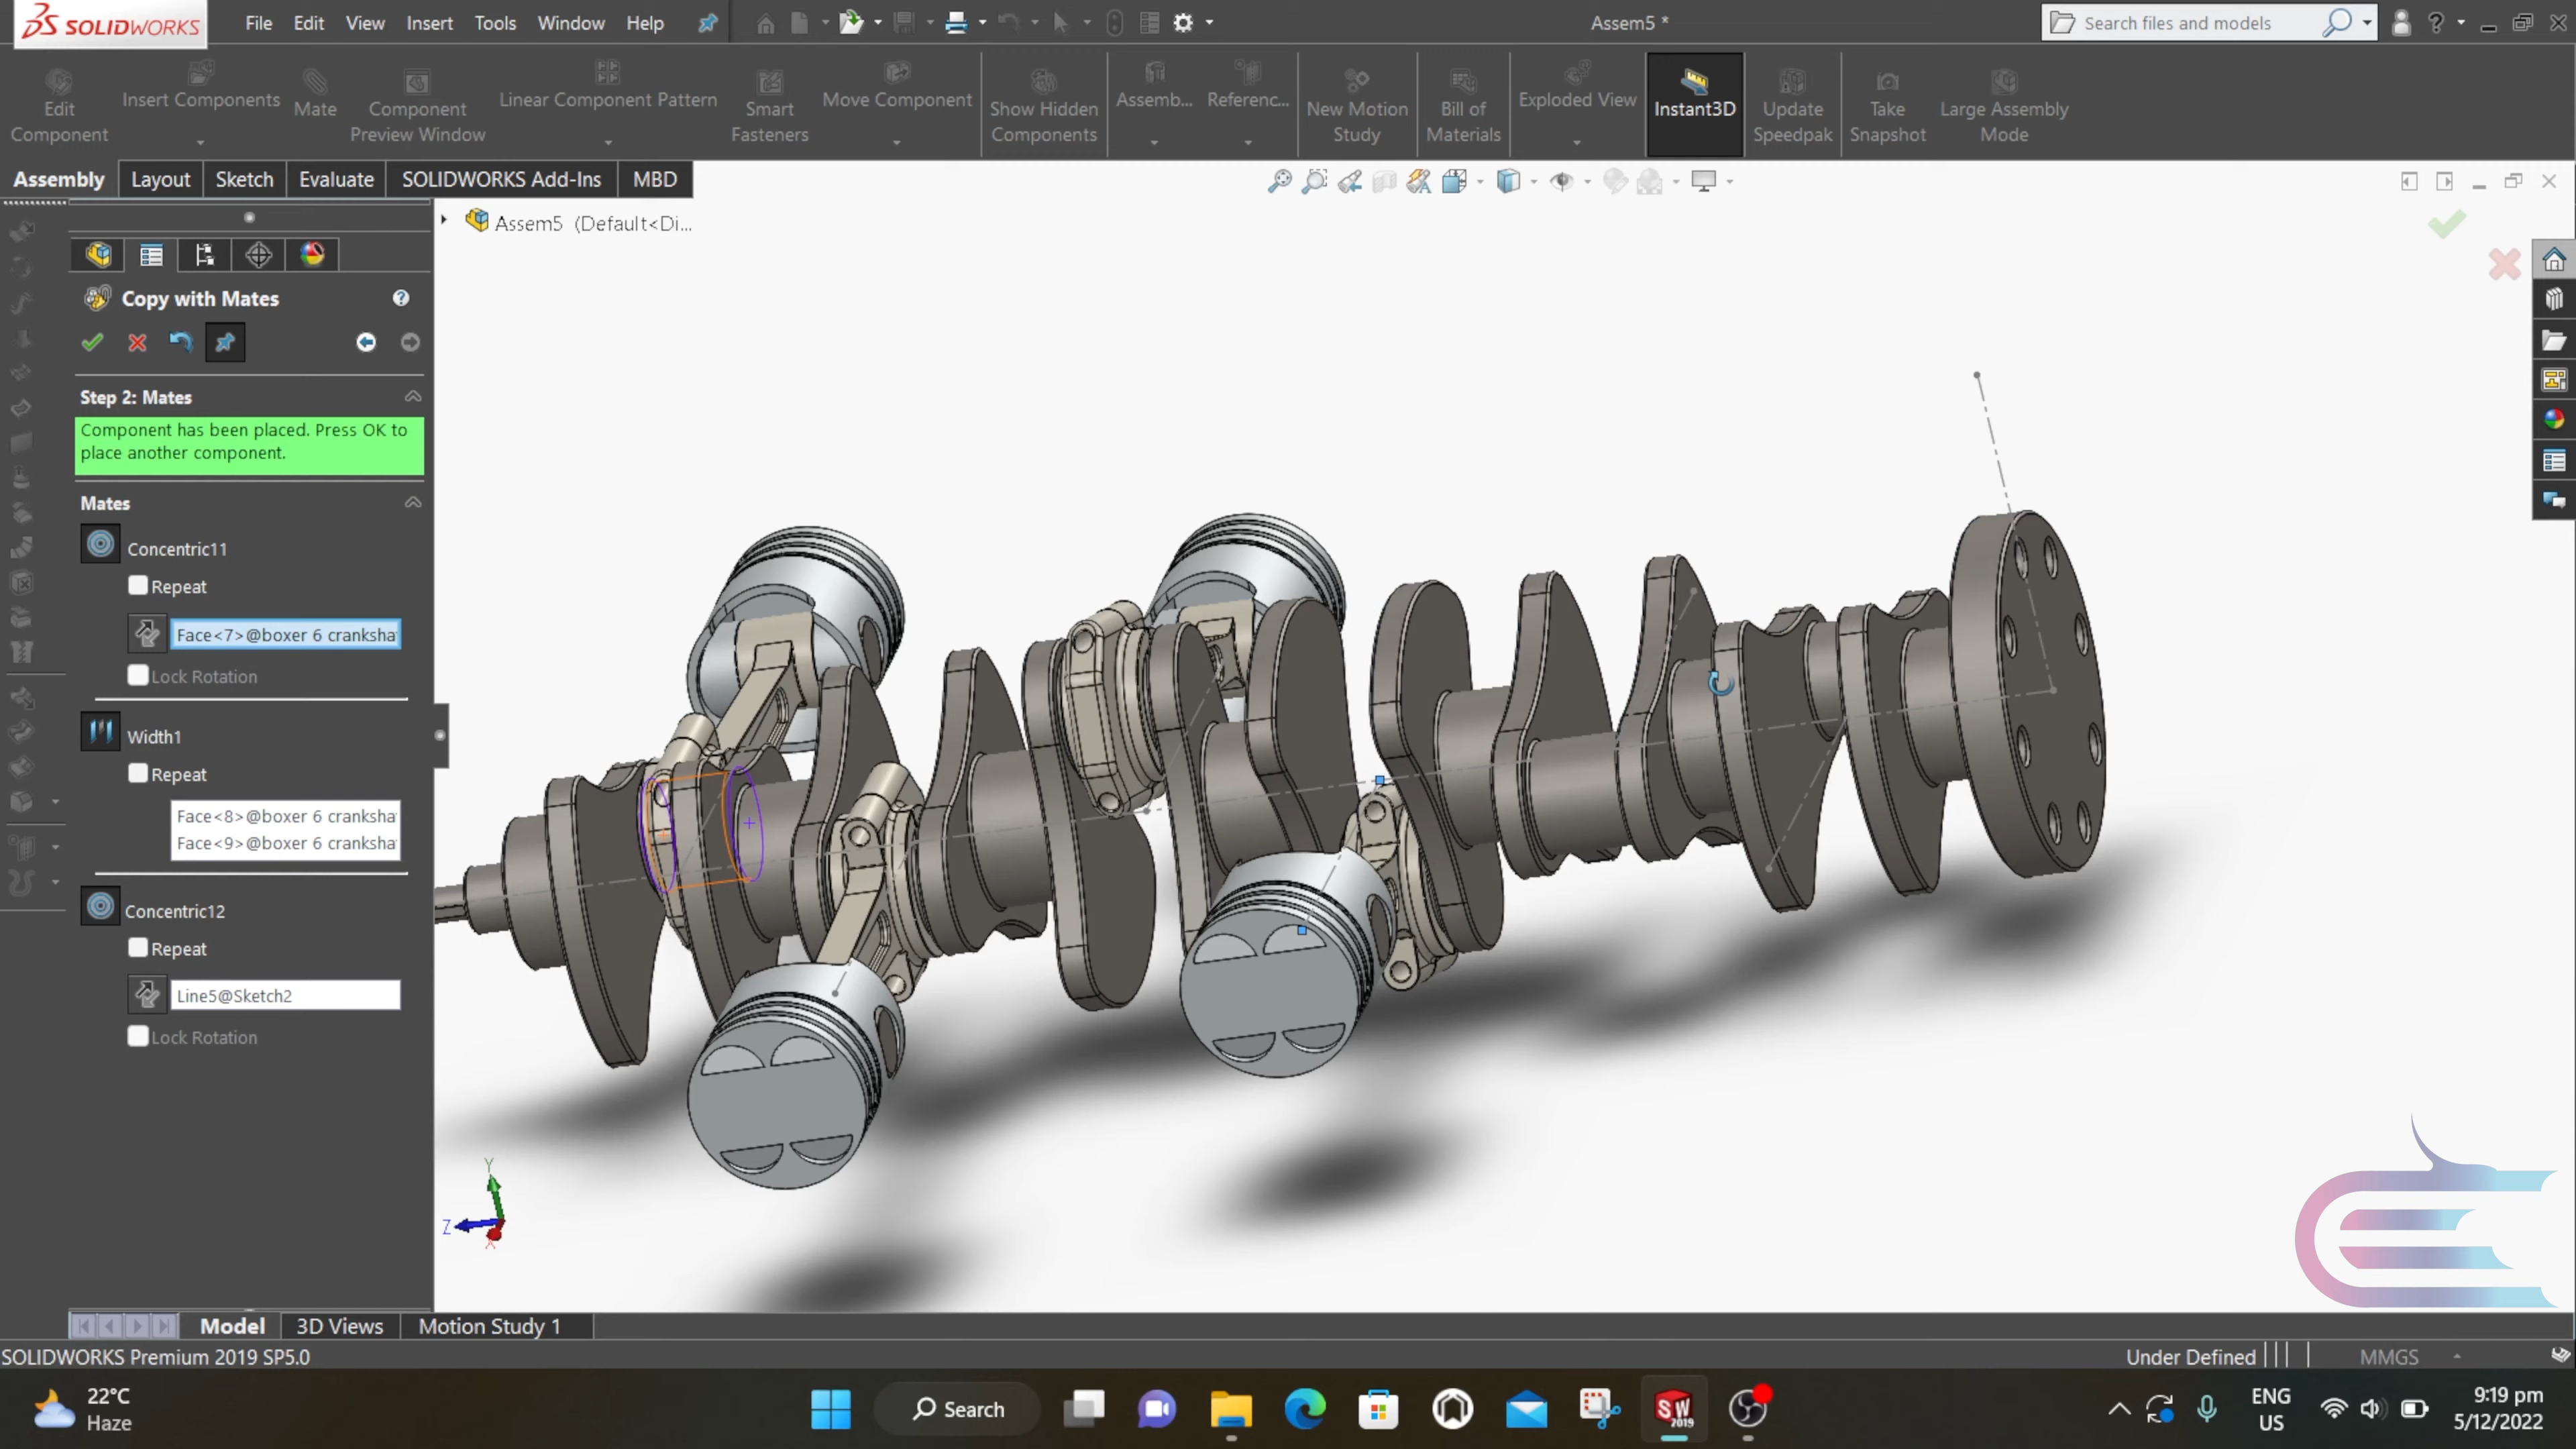 SOLIDWORKS
File Edit View Insert Tools Window Help
Assem5 *
Search files and models
Edit Component
Insert Components
Mate
Component Preview Window
Linear Component Pattern
Smart Fasteners
Move Component
Show Hidden Components
Assemb...
Referenc...
New Motion Study
Bill of Materials
Exploded View
Instant3D
Update Speedpak
Take Snapshot
Large Assembly Mode
Assembly Layout Sketch Evaluate SOLIDWORKS Add-Ins MBD
Assem5 (Default<Di...
Copy with Mates
Step 2: Mates
Component has been placed. Press OK to
place another component.
Mates
Concentric11
Repeat
Face<7>@boxer 6 cranksha
Lock Rotation
Width1
Repeat
Face<8>@boxer 6 cranksha
Face<9>@boxer 6 cranksha
Concentric12
Repeat
Line5@Sketch2
Lock Rotation
Y
Z
X
Model 3D Views Motion Study 1
SOLIDWORKS Premium 2019 SP5.0
Under Defined
MMGS
22°C
Haze
Search
SW
2019
ENG
US
9:19 pm
5/12/2022